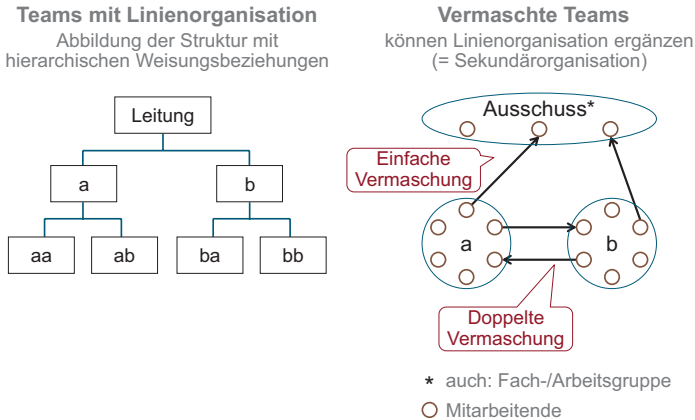 Teams mit Linienorganisation
Abbildung der Struktur mit
hierarchischen Weisungsbeziehungen
Leitung
a
b
aa
ab
ba
bb
Vermaschte Teams
können Linienorganisation ergänzen
(= Sekundärorganisation)
Ausschuss*
Einfache
Vermaschung
a
b
Doppelte
Vermaschung
* auch: Fach-/Arbeitsgruppe
Mitarbeitende